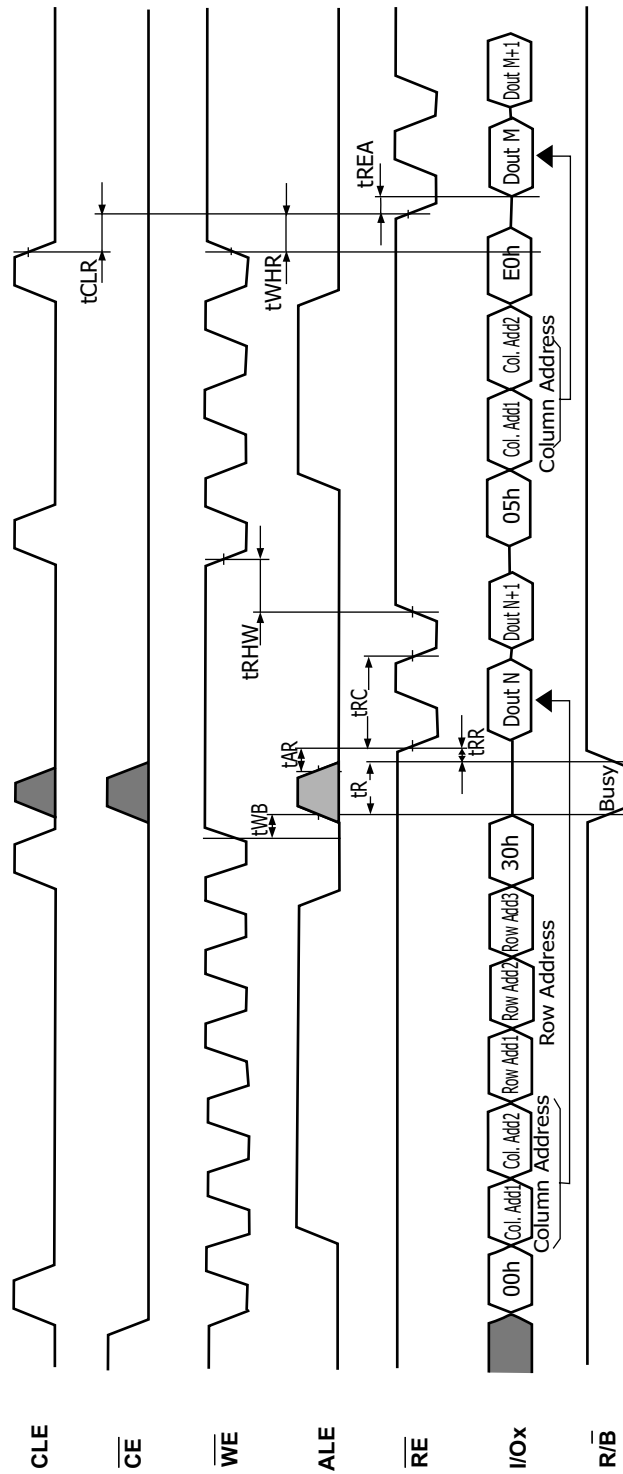 CLE
CE
WE
ALE
RE
I/Ox
R/B
tCLR
tWHR
tREA
tRHW
tRC
tAR
tRR
tR
tWB
00h
Col. Add1
Col. Add2
Row Add1
Row Add2
Row Add3
30h
Dout N
Dout N+1
05h
Col. Add1
Col. Add2
E0h
Dout M
Dout M+1
Column Address
Row Address
Column Address
Busy